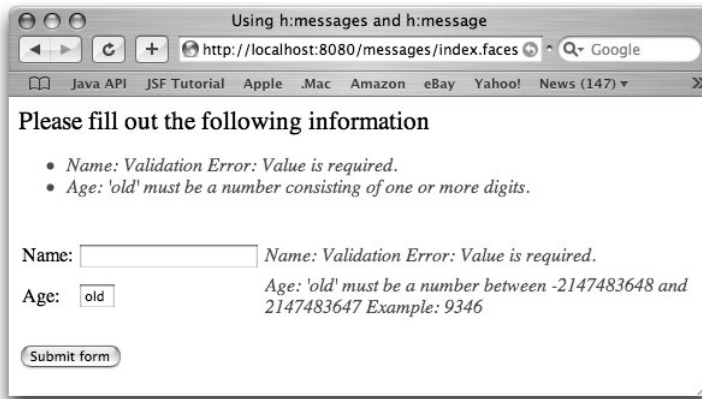 Using h:messages and h:message
http://localhost:8080/messages/index.faces Google
Java API JSF Tutorial Apple .Mac Amazon eBay Yahoo! News (147)
Please fill out the following information
• Name: Validation Error: Value is required.
• Age: 'old' must be a number consisting of one or more digits.
Name: Name: Validation Error: Value is required.
Age: old Age: 'old' must be a number between -2147483648 and
2147483647 Example: 9346
Submit form